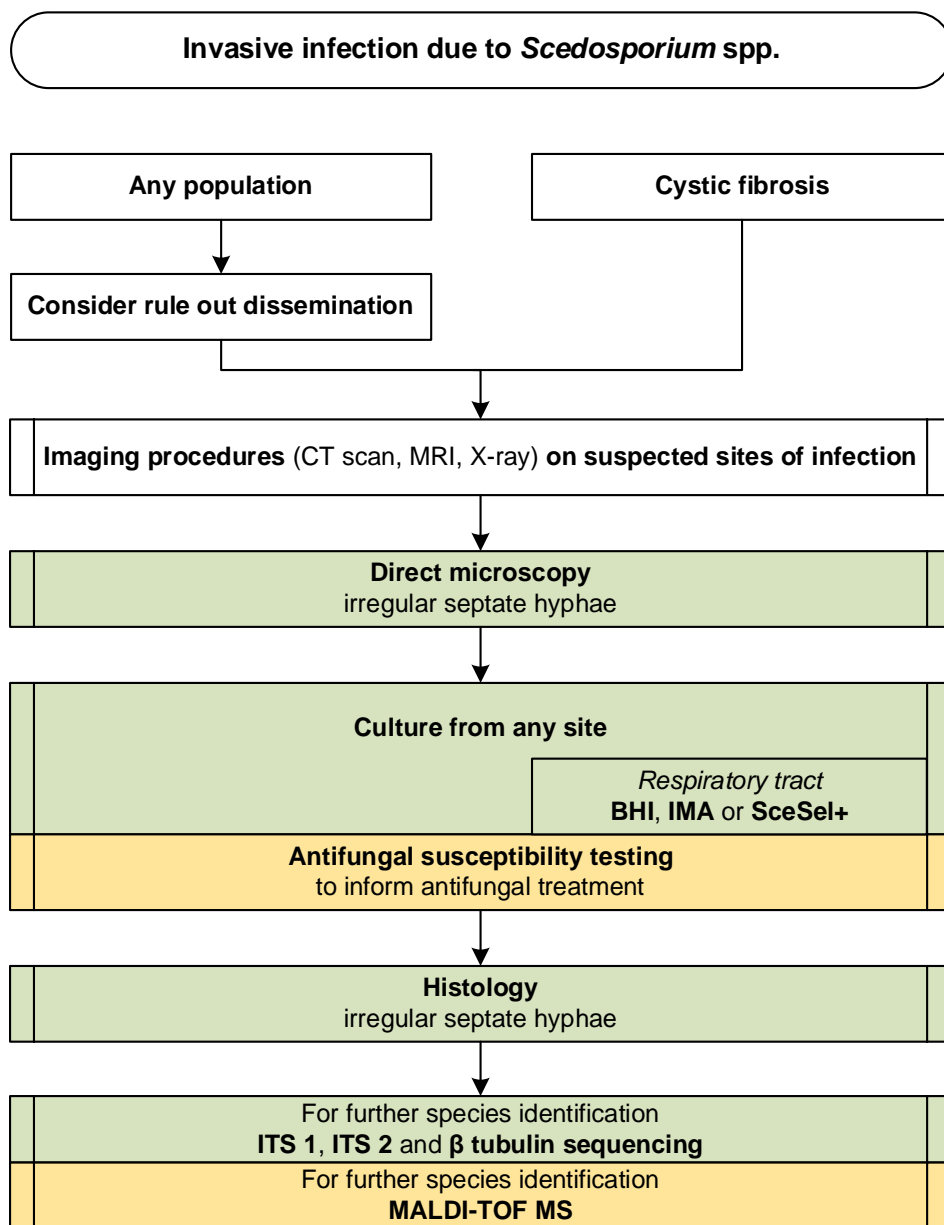 Invasive infection due to Scedosporium spp.
Any population
Cystic fibrosis
Consider rule out dissemination
Imaging procedures (CT scan, MRI, X-ray) on suspected sites of infection
Direct microscopy
irregular septate hyphae
Culture from any site
Respiratory tract
BHI, IMA or SceSel+
Antifungal susceptibility testing
to inform antifungal treatment
Histology
irregular septate hyphae
For further species identification
ITS 1, ITS 2 and β tubulin sequencing
For further species identification
MALDI-TOF MS